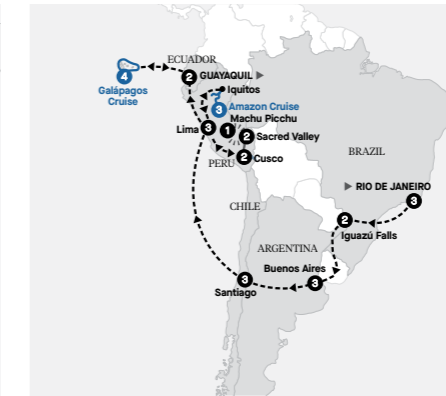 ECUADOR
4
2
GUAYAQUIL
Galápagos
Cruise
Iquitos
3
Amazon Cruise
Machu Picchu
Lima
3
1
2
Sacred Valley
PERU
2
Cusco
BRAZIL
RIO DE JANEIRO
3
CHILE
2
Iguazú Falls
ARGENTINA
Buenos Aires
3
3
Santiago